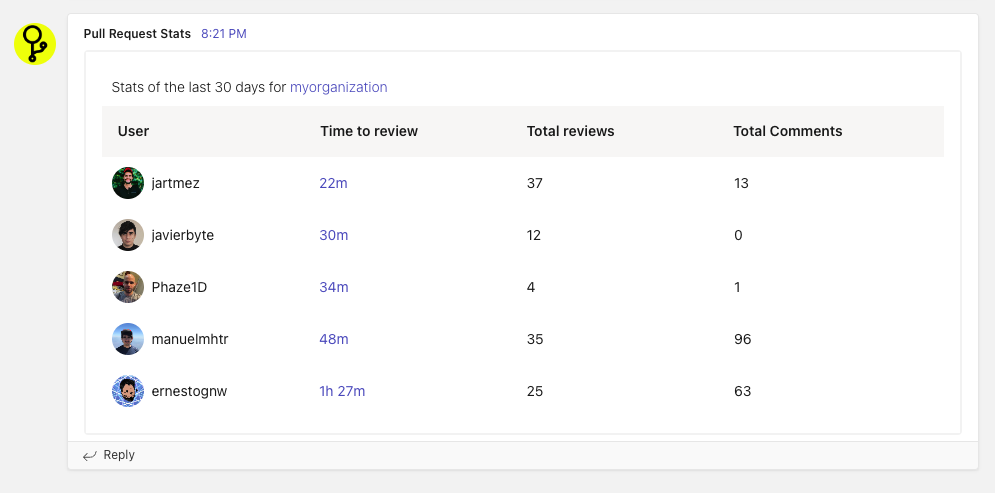 Pull Request Stats 8:21 PM
Stats of the last 30 days for myorganization
User Time to review Total reviews Total Comments
jartmez 22m 37 13
javierbyte 30m 12 0
Phaze1D 34m 4 1
manuelmhtr 48m 35 96
ernestognw 1h 27m 25 63
Reply